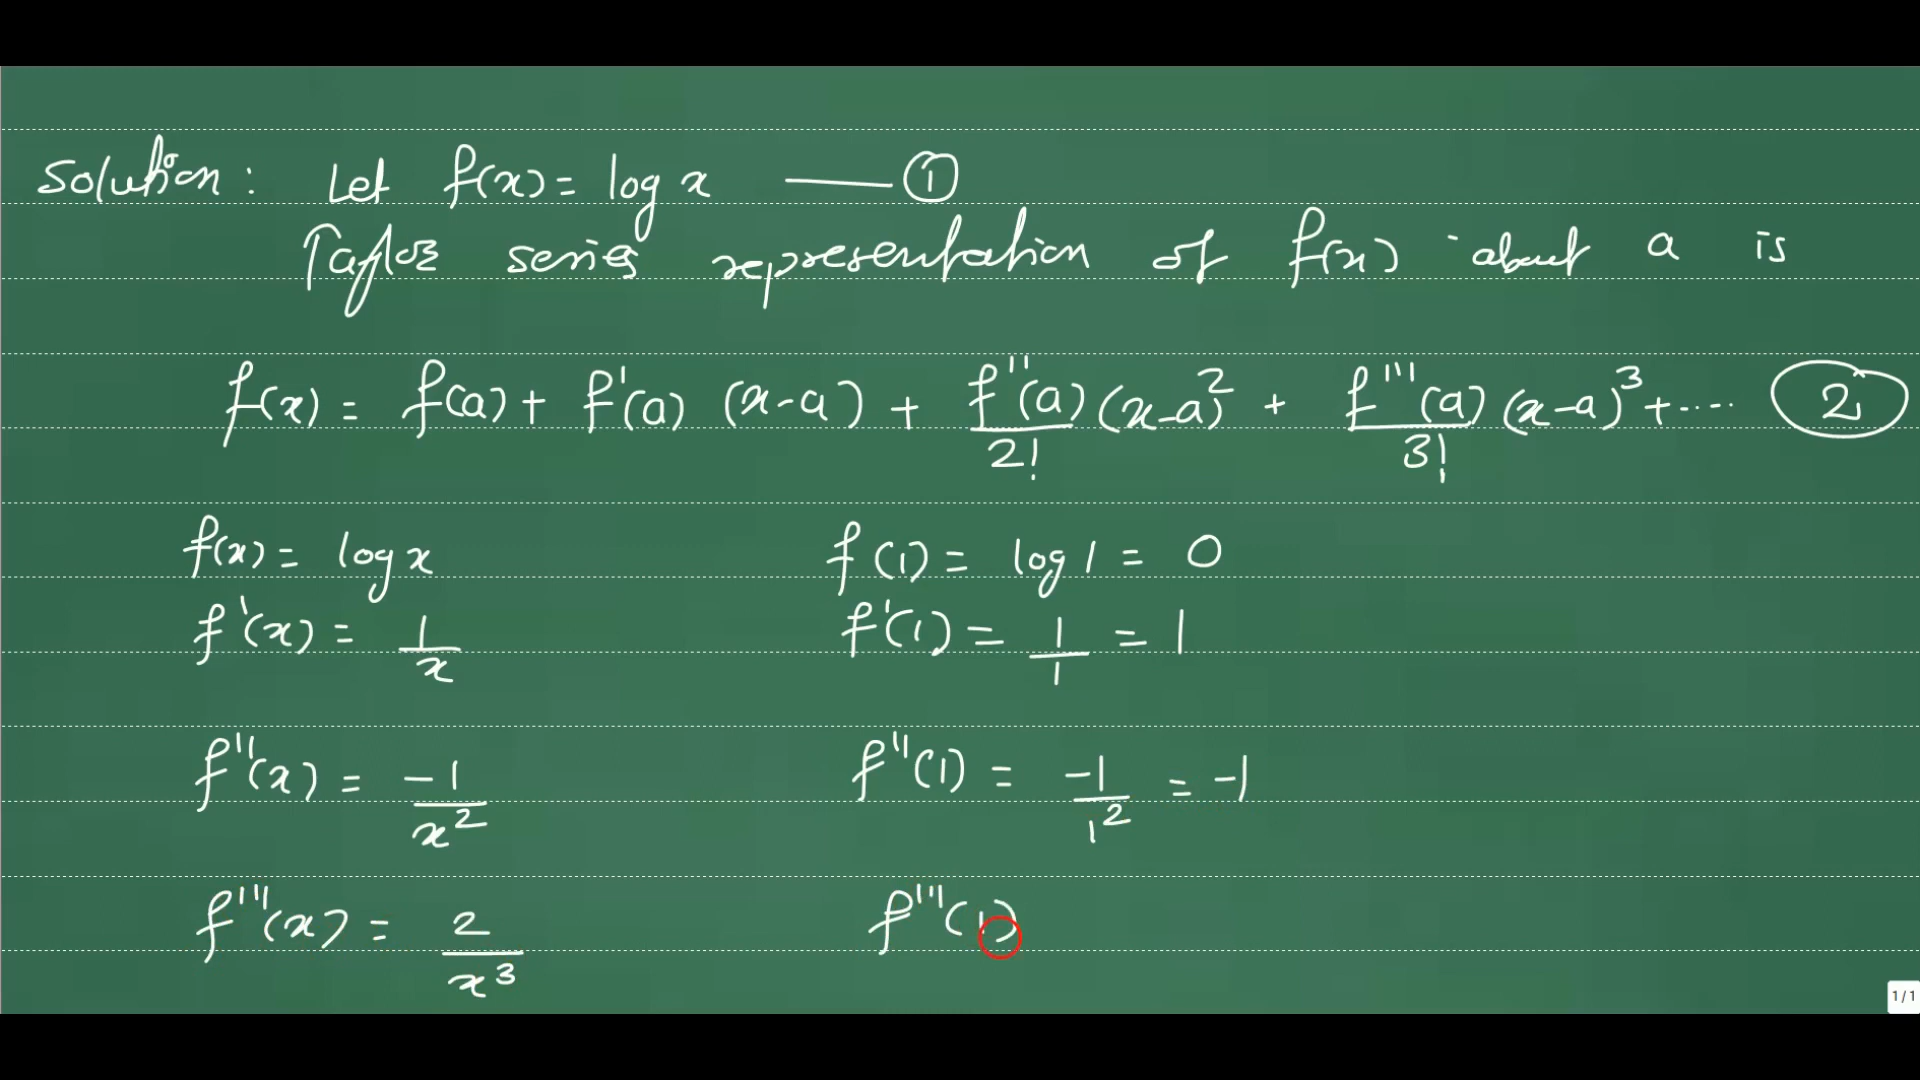 Solution: Let f(x) = log x —— ①
Taylor series representation of f(x) about a is
f(x) = f(a) + f'(a) (x-a) + f''(a)/2! (x-a)² + f'''(a)/3! (x-a)³ + ..... ②
f(x) = log x f(1) = log 1 = 0
f'(x) = 1/x f'(1) = 1/1 = 1
f''(x) = -1/x² f''(1) = -1/1² = -1
f'''(x) = 2/x³ f'''(1)
1/1